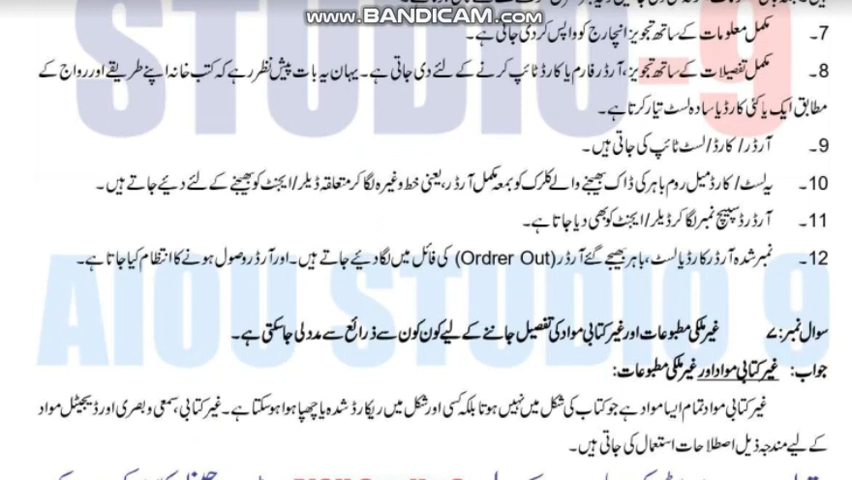 www.BANDICAM.com
7۔ مکمل معلومات کے ساتھ تجویز انچارج کو واپس کر دی جاتی ہے۔
8۔ مکمل تفصیلات کے ساتھ تجویز، آرڈر فارم یا کارڈ ٹائپ کرنے کے لئے دی جاتی ہے۔ یہاں یہ بات پیش نظر رہے کہ کتب خانہ اپنے طریقے اور رواج کے
مطابق ایک یا کئی کارڈ یا سادہ لسٹ تیار کرتا ہے۔
9۔ آرڈر/ کارڈ/ لسٹ ٹائپ کی جاتی ہیں۔
10۔ یہ لسٹ/ کارڈ میل روم باہر کی ڈاک بھیجنے والے کلرک کو بمعہ مکمل آرڈر، یعنی خط وغیرہ لگا کر متعلقہ ڈیلر/ ایجنٹ کو بھیجنے کے لئے دیئے جاتے ہیں۔
11۔ آرڈر ڈسپیچ نمبر لگا کر ڈیلر/ ایجنٹ کو بھی دیا جاتا ہے۔
12۔ نمبر شدہ آرڈر کارڈ یا لسٹ، باہر بھیجے گئے آرڈر (Ordrer Out) کی فائل میں لگا دیئے جاتے ہیں۔ اور آرڈر وصول ہونے کا انتظام کیا جاتا ہے۔
سوال نمبر: ۷ غیر ملکی مطبوعات اور غیر کتابی مواد کی تفصیل جاننے کے لیے کون کون سے ذرائع سے مدد لی جا سکتی ہے۔
جواب: غیر کتابی مواد اور غیر ملکی مطبوعات:
غیر کتابی مواد تمام ایسا مواد ہے جو کتاب کی شکل میں نہیں ہوتا بلکہ کسی اور شکل میں ریکارڈ شدہ یا چھپا ہوا ہو سکتا ہے۔ غیر کتابی، سمعی و بصری اور ڈیجیٹل مواد
کے لیے مندرجہ ذیل اصطلاحات استعمال کی جاتی ہیں۔
STUDIO-9
AIOU STUDIO 9